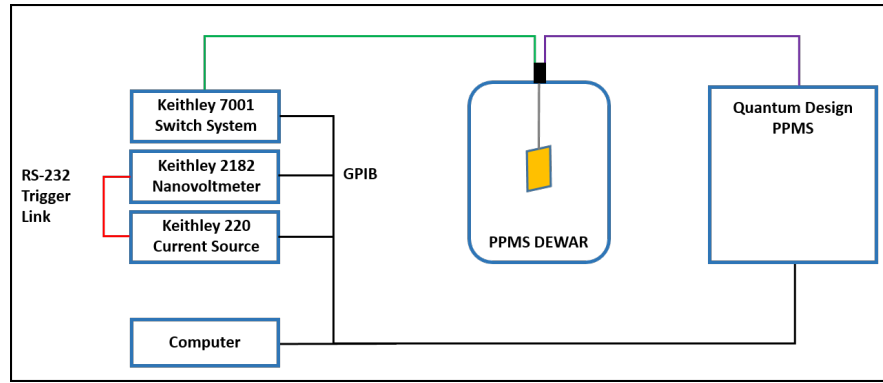 Keithley 7001
Switch System
Keithley 2182
Nanovoltmeter
Keithley 220
Current Source
RS-232
Trigger
Link
GPIB
PPMS DEWAR
Quantum Design
PPMS
Computer